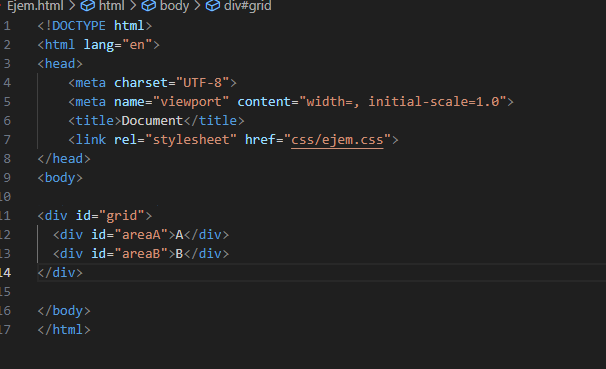 Ejem.html > html > body > div#grid
1 <!DOCTYPE html>
2 <html lang="en">
3 <head>
4 <meta charset="UTF-8">
5 <meta name="viewport" content="width=, initial-scale=1.0">
6 <title>Document</title>
7 <link rel="stylesheet" href="css/ejem.css">
8 </head>
9 <body>
10
11 <div id="grid">
12 <div id="areaA">A</div>
13 <div id="areaB">B</div>
14 </div>
15
16 </body>
17 </html>